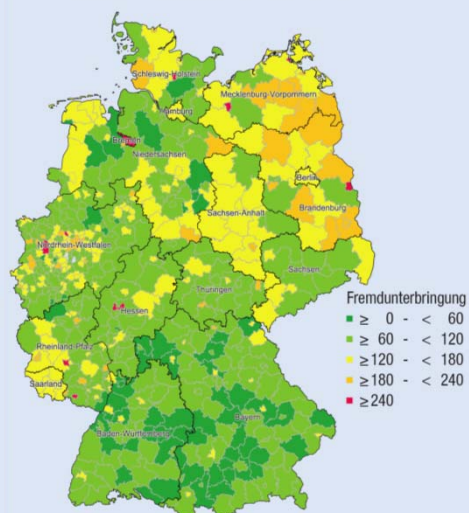 Schleswig-Holstein
Mecklenburg-Vorpommern
Hamburg
Bremen
Niedersachsen
Berlin
Brandenburg
Sachsen-Anhalt
Nordrhein-Westfalen
Sachsen
Thüringen
Hessen
Rheinland-Pfalz
Saarland
Bayern
Baden-Württemberg
Fremdunterbringung
≥ 0 - < 60
≥ 60 - < 120
≥120 - < 180
≥180 - < 240
≥240